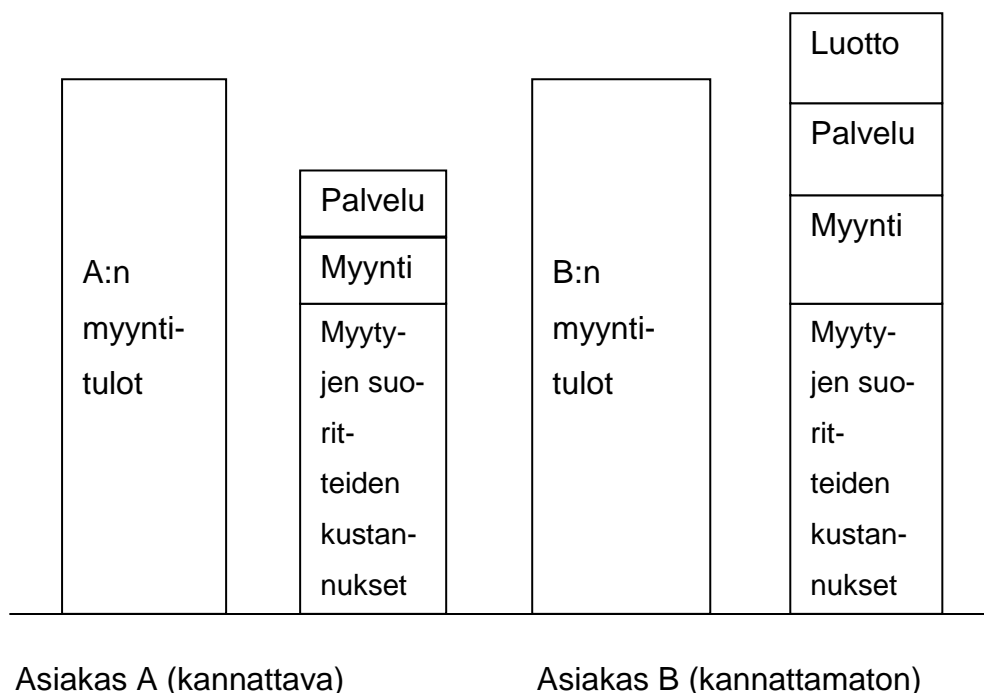 A:n
myynti-
tulot
Palvelu
Myynti
Myyty-
jen suo-
rit-
teiden
kustan-
nukset
B:n
myynti-
tulot
Luotto
Palvelu
Myynti
Myyty-
jen suo-
rit-
teiden
kustan-
nukset
Asiakas A (kannattava)
Asiakas B (kannattamaton)